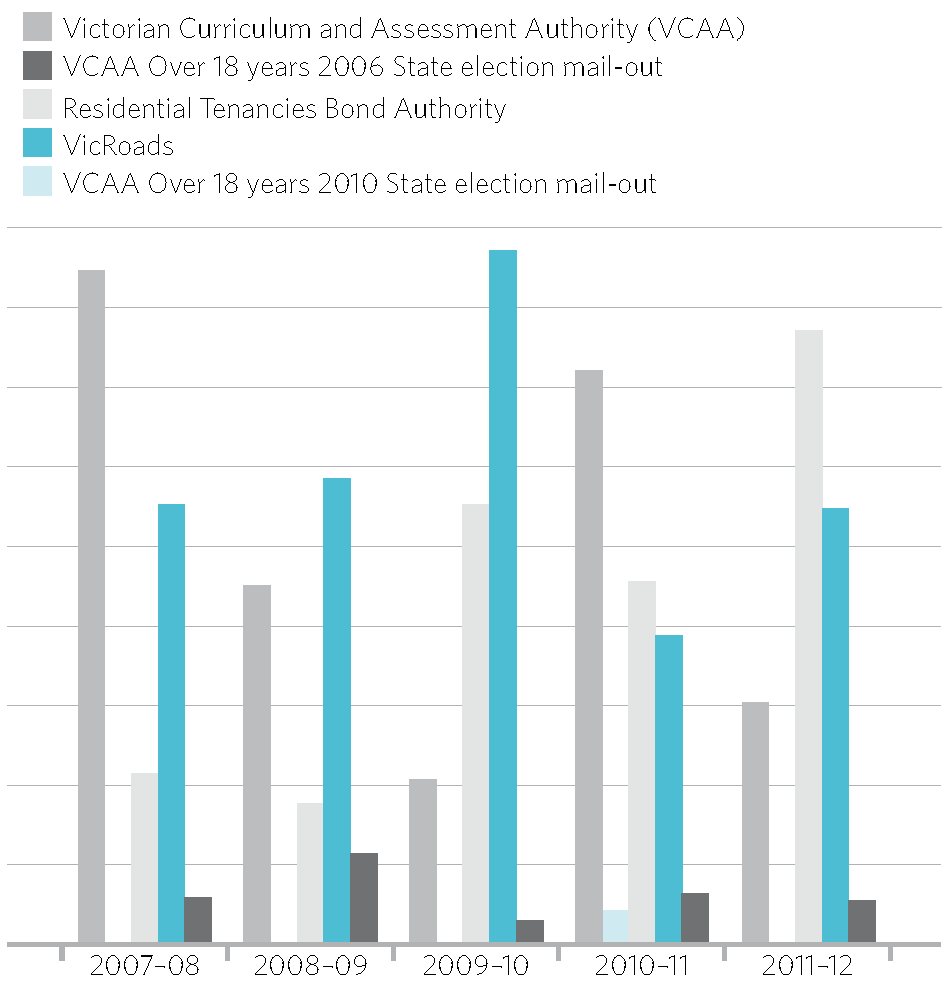 Victorian Curriculum and Assessment Authority (VCAA)
VCAA Over 18 years 2006 State election mail-out
Residential Tenancies Bond Authority
VicRoads
VCAA Over 18 years 2010 State election mail-out
2007–08 2008–09 2009–10 2010–11 2011–12